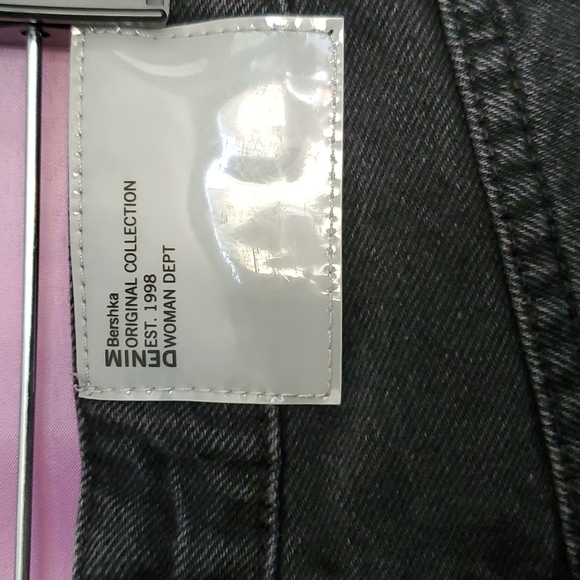 DENIM
Bershka
ORIGINAL COLLECTION
EST. 1998
WOMAN DEPT